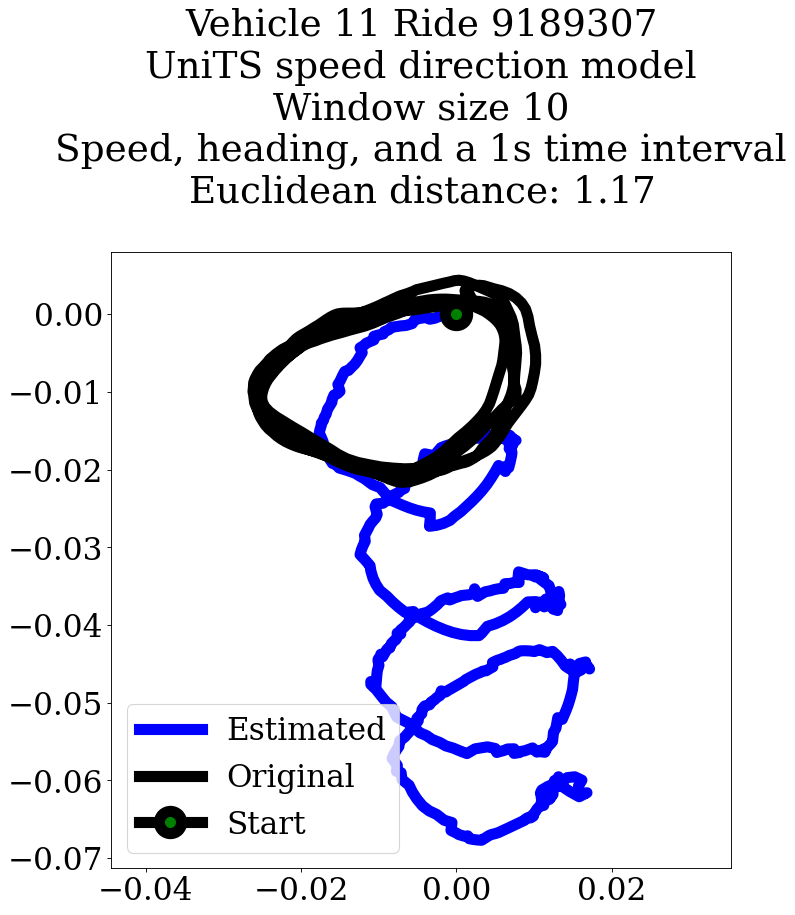 Vehicle 11 Ride 9189307
UniTS speed direction model
Window size 10
Speed, heading, and a 1s time interval
Euclidean distance: 1.17
0.00
−0.01
−0.02
−0.03
−0.04
−0.05
−0.06
−0.07
Estimated
Original
Start
−0.04
−0.02
0.00
0.02